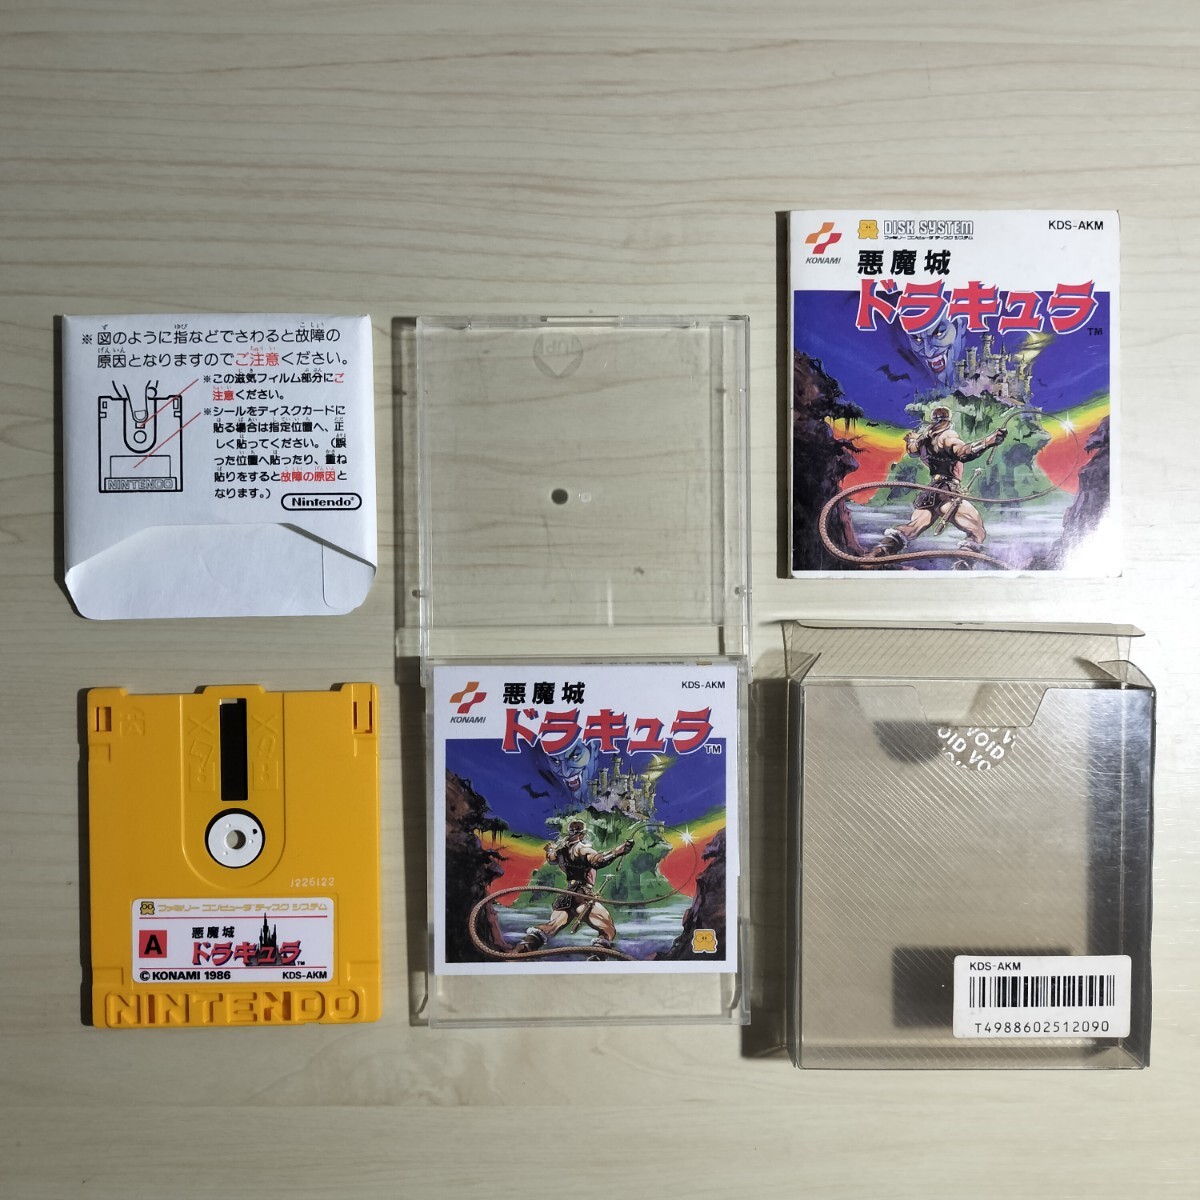 ※図のように指などでさわると故障の
原因となりますのでご注意ください。
※この磁気フィルム部分にご
注意ください。
※シールをディスクカードに
貼る場合は指定位置へ、正
しく貼ってください。(誤
った位置へ貼ったり、重ね
貼りをすると故障の原因と
なります。)
NINTENDO
Nintendo
KONAMI
DISK SYSTEM
ファミリー コンピュータ ディスク システム
KDS-AKM
悪魔城
ドラキュラ
TM
KONAMI
悪魔城
KDS-AKM
ドラキュラ
TM
1226122
ファミリー コンピュータ ディスク システム
A
悪魔城
ドラキュラ
TM
© KONAMI 1986
KDS-AKM
NINTENDO
VOID
KDS-AKM
T4988602512090